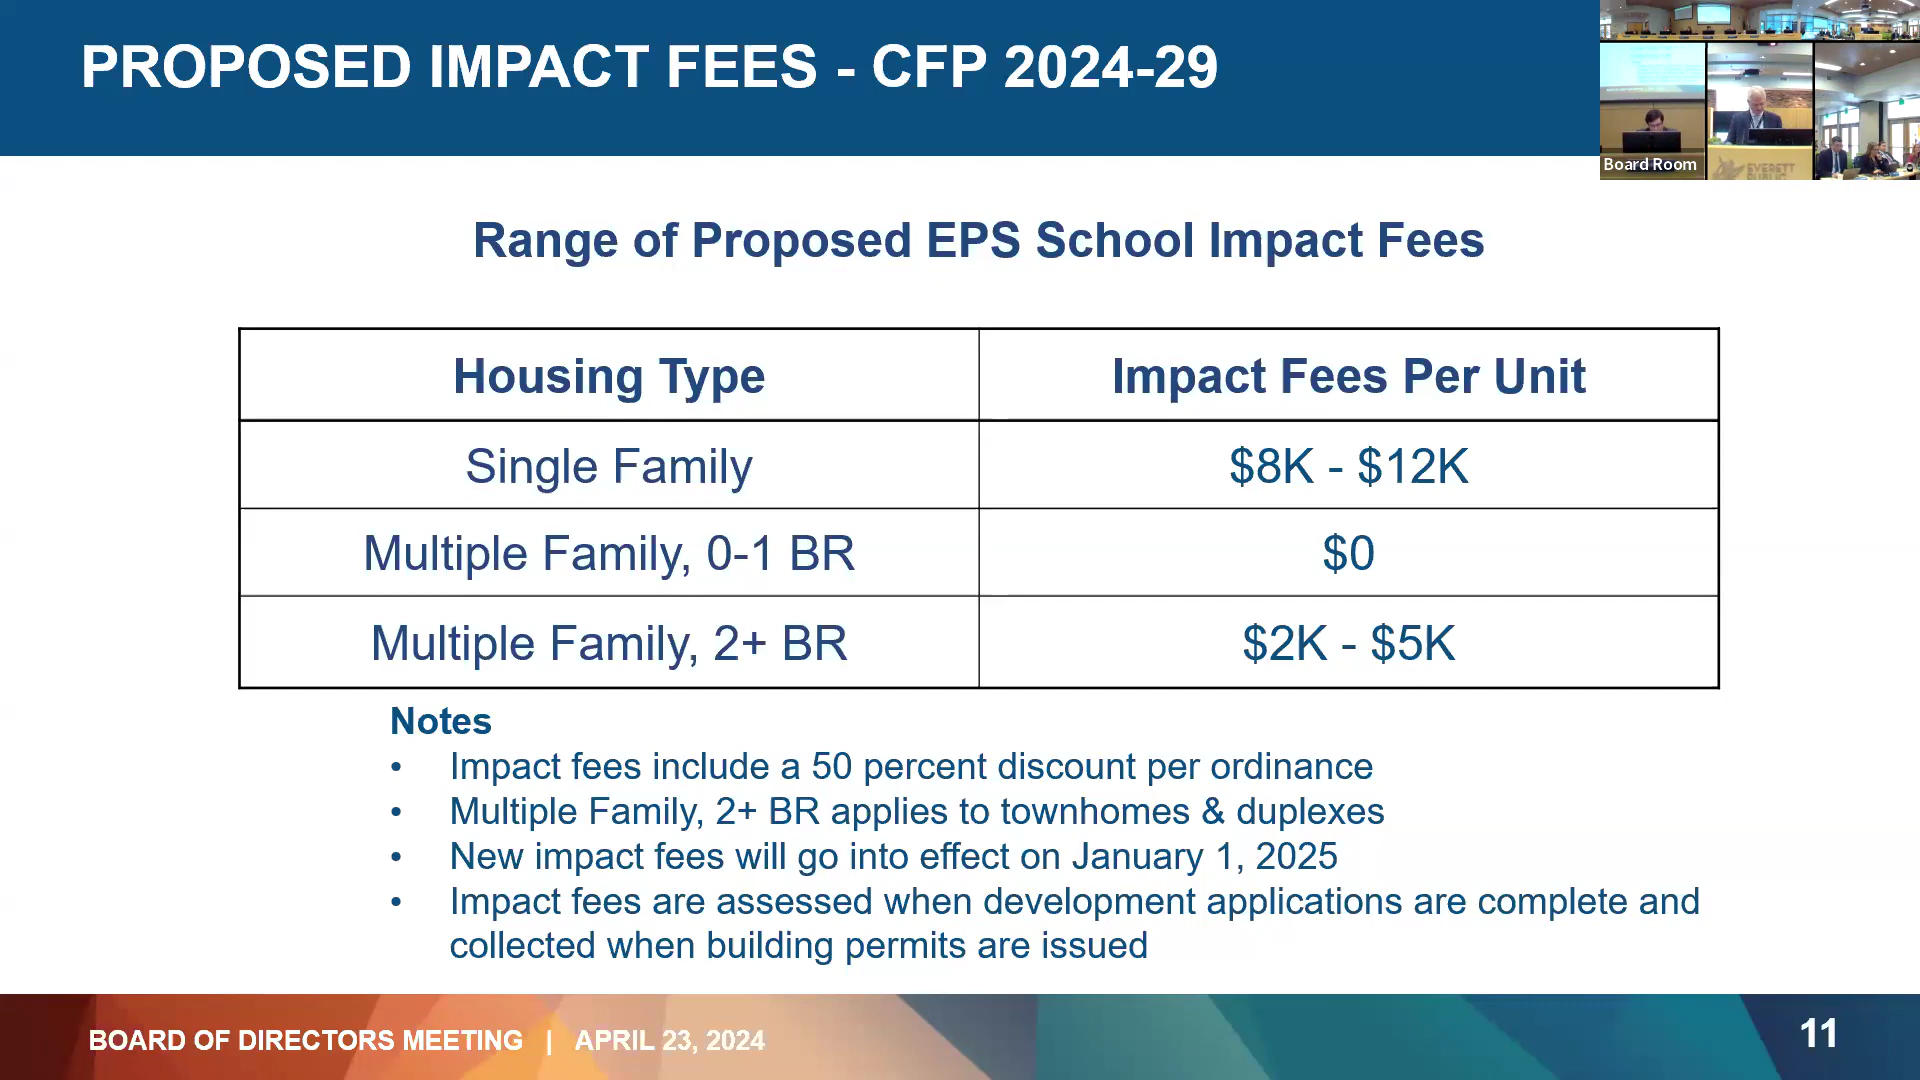 PROPOSED IMPACT FEES - CFP 2024-29
Board Room
EVERETT
PUBLIC
Range of Proposed EPS School Impact Fees
Housing Type
Impact Fees Per Unit
Single Family
$8K - $12K
Multiple Family, 0-1 BR
$0
Multiple Family, 2+ BR
$2K - $5K
Notes
• Impact fees include a 50 percent discount per ordinance
• Multiple Family, 2+ BR applies to townhomes & duplexes
• New impact fees will go into effect on January 1, 2025
• Impact fees are assessed when development applications are complete and
collected when building permits are issued
BOARD OF DIRECTORS MEETING | APRIL 23, 2024
11